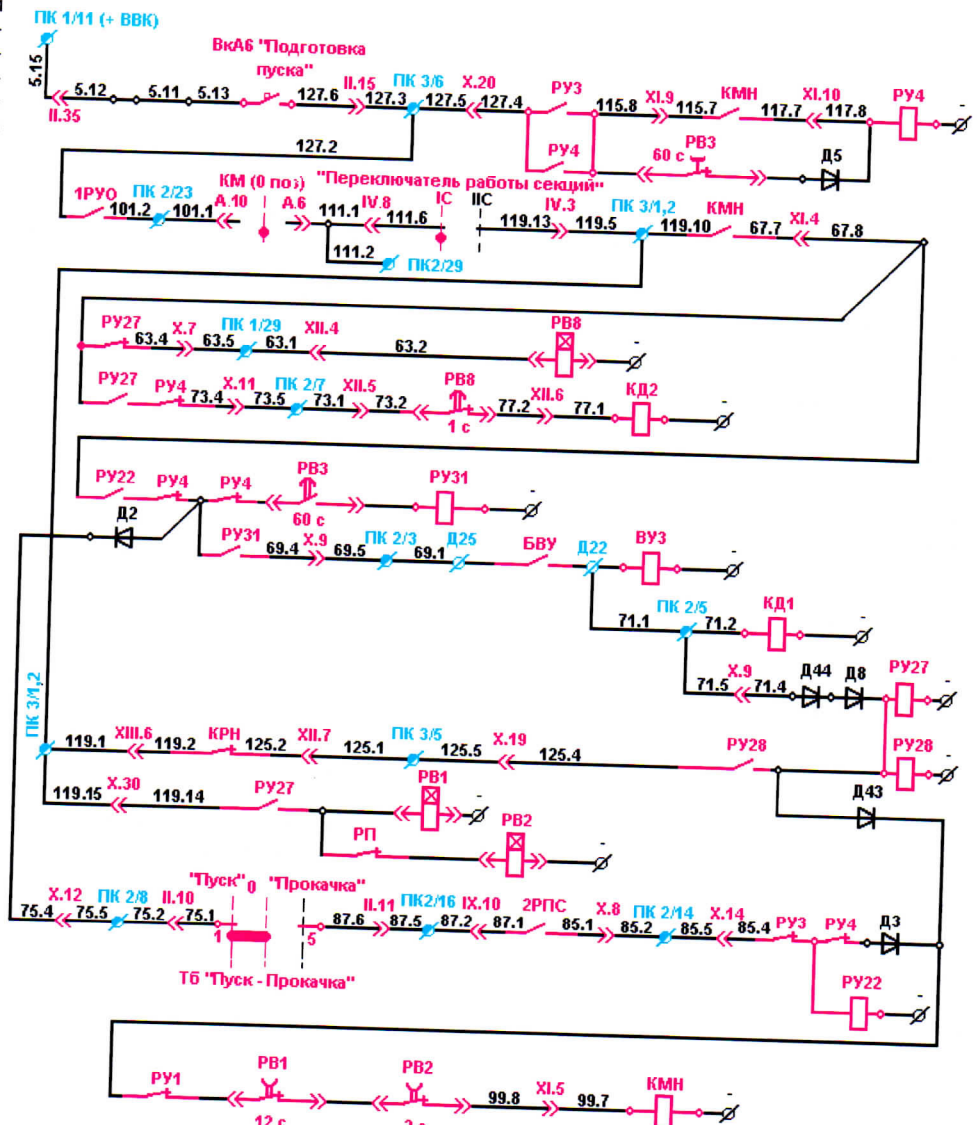 ПК 1/11 (+ ВВК)
ВкА6 "Подготовка
пуска"
5.15
II.35
5.12
5.11
5.13
127.6
II.15
127.3
ПК 3/6
127.5
X.20
127.4
РУ3
115.8
XI.9
115.7
КМН
117.7
XI.10
117.8
РУ4
-
РУ4
60 с
РВ3
Д5
127.2
1РУ0
101.2
ПК 2/23
101.1
А.10
КМ (0 поз)
А.6
"Переключатель работы секций"
111.1
IV.8
111.6
IС
IIС
119.13
IV.3
119.5
ПК 3/1,2
119.10
КМН
67.7
XI.4
67.8
111.2
ПК2/29
РУ27
63.4
X.7
63.5
ПК 1/29
63.1
XII.4
63.2
РВ8
-
РУ27
РУ4
73.4
X.11
73.5
ПК 2/7
73.1
XII.5
73.2
РВ8
1 с
77.2
XII.6
77.1
КД2
-
РУ22
РУ4
РУ4
РВ3
60 с
РУ31
-
Д2
РУ31
69.4
X.9
69.5
ПК 2/3
69.1
Д25
БВУ
Д22
ВУ3
-
71.1
ПК 2/5
71.2
КД1
-
71.5
X.9
71.4
Д44
Д8
РУ27
-
ПК 3/1,2
119.1
XIII.6
119.2
КРН
125.2
XII.7
125.1
ПК 3/5
125.5
X.19
125.4
РУ28
РУ28
-
Д43
119.15
X.30
119.14
РУ27
РВ1
-
РП
РВ2
-
75.4
X.12
75.5
ПК 2/8
75.2
II.10
75.1
"Пуск"
0
"Прокачка"
1
5
87.6
II.11
87.5
ПК2/16
87.2
IX.10
87.1
2РПС
85.1
X.8
85.2
ПК 2/14
85.5
X.14
85.4
РУ3
РУ4
Д3
Тб "Пуск - Прокачка"
РУ22
-
РУ1
РВ1
12 с
РВ2
99.8
XI.5
99.7
КМН
-